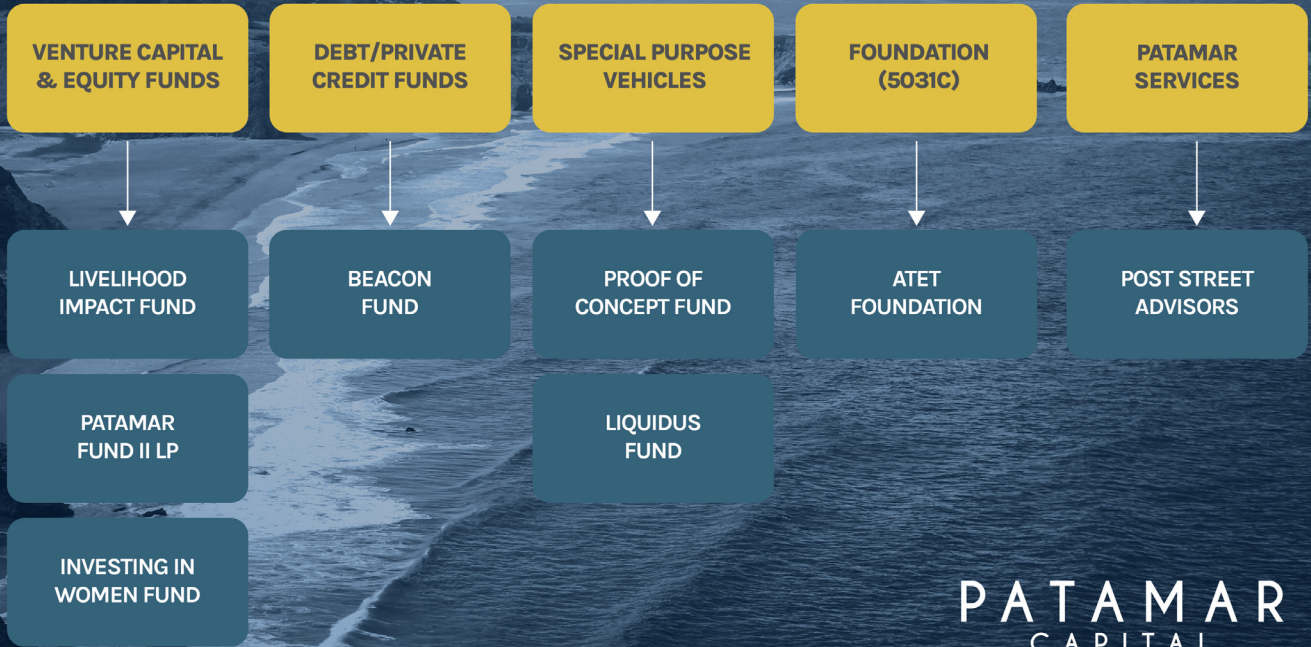 VENTURE CAPITAL
& EQUITY FUNDS
DEBT/PRIVATE
CREDIT FUNDS
SPECIAL PURPOSE
VEHICLES
FOUNDATION
(5031C)
PATAMAR
SERVICES
LIVELIHOOD
IMPACT FUND
BEACON
FUND
PROOF OF
CONCEPT FUND
ATET
FOUNDATION
POST STREET
ADVISORS
PATAMAR
FUND II LP
LIQUIDUS
FUND
INVESTING IN
WOMEN FUND
PATAMAR
CAPITAL